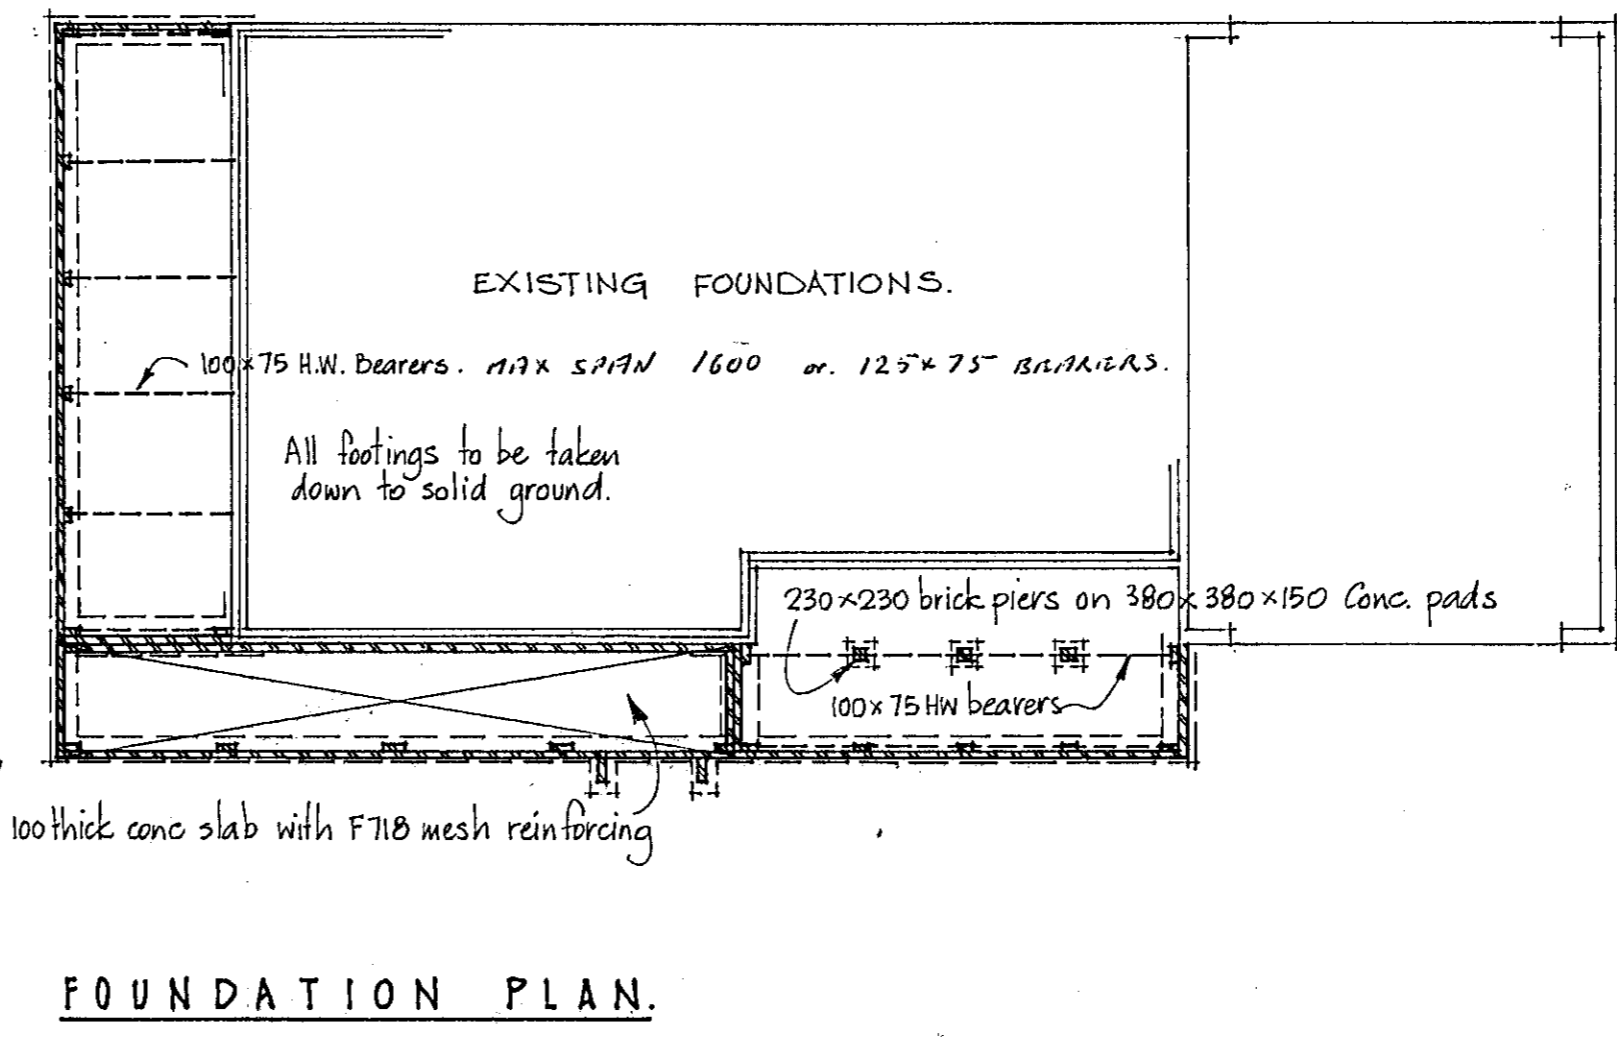 EXISTING FOUNDATIONS.
100×75 H.W. Bearers. MAX SPAN 1600 or. 125×75 BEARERS.
All footings to be taken
down to solid ground.
230×230 brick piers on 380×380×150 Conc. pads
100×75 HW bearers
100 thick conc slab with F718 mesh reinforcing
FOUNDATION PLAN.